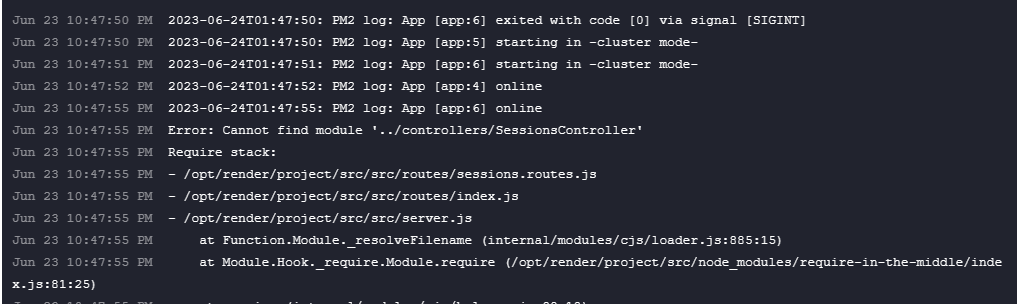 Jun 23 10:47:50 PM  2023-06-24T01:47:50: PM2 log: App [app:6] exited with code [0] via signal [SIGINT]
Jun 23 10:47:50 PM  2023-06-24T01:47:50: PM2 log: App [app:5] starting in -cluster mode-
Jun 23 10:47:51 PM  2023-06-24T01:47:51: PM2 log: App [app:6] starting in -cluster mode-
Jun 23 10:47:52 PM  2023-06-24T01:47:52: PM2 log: App [app:4] online
Jun 23 10:47:55 PM  2023-06-24T01:47:55: PM2 log: App [app:6] online
Jun 23 10:47:55 PM  Error: Cannot find module '../controllers/SessionsController'
Jun 23 10:47:55 PM  Require stack:
Jun 23 10:47:55 PM  - /opt/render/project/src/src/routes/sessions.routes.js
Jun 23 10:47:55 PM  - /opt/render/project/src/src/routes/index.js
Jun 23 10:47:55 PM  - /opt/render/project/src/src/server.js
Jun 23 10:47:55 PM      at Function.Module._resolveFilename (internal/modules/cjs/loader.js:885:15)
Jun 23 10:47:55 PM      at Module.Hook._require.Module.require (/opt/render/project/src/node_modules/require-in-the-middle/inde
x.js:81:25)